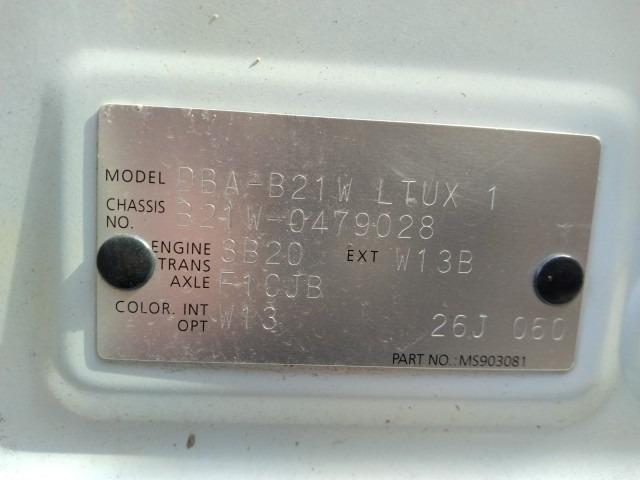 MODEL DBA-B21W LTUX 1
CHASSIS NO. B21W-0479028
ENGINE 3B20 EXT W13B
TRANS AXLE F1CJB
COLOR. INT OPT W13 26J 060
PART NO.: MS903081